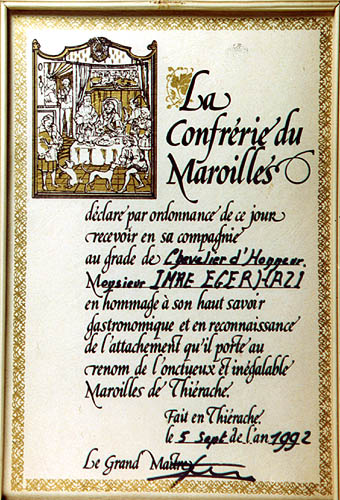 La
Confrérie du
Maroilles
déclare par ordonnance de ce jour
recevoir en sa compagnie
au grade de Chevalier d'Honneur.
Monsieur IMRE EGERHAZI
en hommage à son haut savoir
gastronomique et en reconnaissance
de l'attachement qu'il porte au
renom de l'onctueux et inégalable
Maroilles de Thiérache.
Fait en Thiérache.
le 5 Sept de l'an 1992
Le Grand Maître